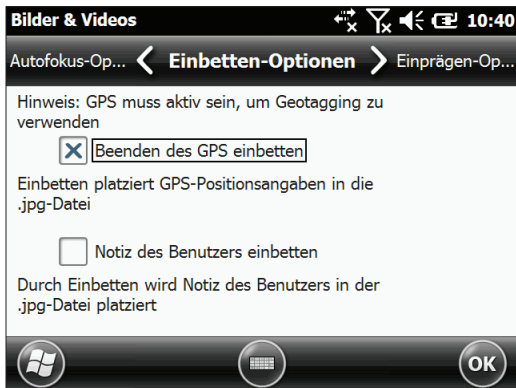 Bilder & Videos 10:40
Autofokus-Op... Einbetten-Optionen Einprägen-Op...
Hinweis: GPS muss aktiv sein, um Geotagging zu
verwenden
Beenden des GPS einbetten
Einbetten platziert GPS-Positionsangaben in die
.jpg-Datei
Notiz des Benutzers einbetten
Durch Einbetten wird Notiz des Benutzers in der
.jpg-Datei platziert
OK